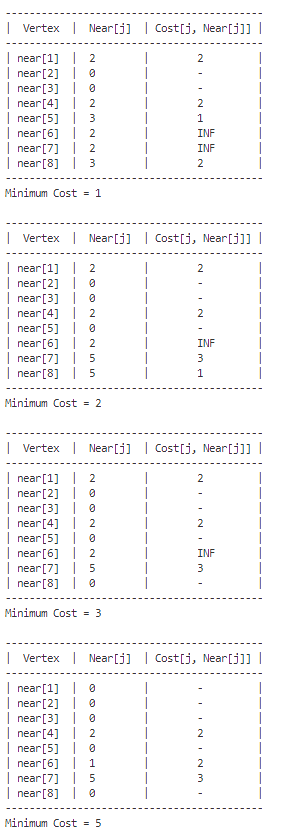 -------------------------------------------
|  Vertex  |  Near[j]  | Cost[j, Near[j]] |
-------------------------------------------
| near[1]  |  2        |        2         |
| near[2]  |  0        |        -         |
| near[3]  |  0        |        -         |
| near[4]  |  2        |        2         |
| near[5]  |  3        |        1         |
| near[6]  |  2        |        INF       |
| near[7]  |  2        |        INF       |
| near[8]  |  3        |        2         |
-------------------------------------------
Minimum Cost = 1
-------------------------------------------
|  Vertex  |  Near[j]  | Cost[j, Near[j]] |
-------------------------------------------
| near[1]  |  2        |        2         |
| near[2]  |  0        |        -         |
| near[3]  |  0        |        -         |
| near[4]  |  2        |        2         |
| near[5]  |  0        |        -         |
| near[6]  |  2        |        INF       |
| near[7]  |  5        |        3         |
| near[8]  |  5        |        1         |
-------------------------------------------
Minimum Cost = 2
-------------------------------------------
|  Vertex  |  Near[j]  | Cost[j, Near[j]] |
-------------------------------------------
| near[1]  |  2        |        2         |
| near[2]  |  0        |        -         |
| near[3]  |  0        |        -         |
| near[4]  |  2        |        2         |
| near[5]  |  0        |        -         |
| near[6]  |  2        |        INF       |
| near[7]  |  5        |        3         |
| near[8]  |  0        |        -         |
-------------------------------------------
Minimum Cost = 3
-------------------------------------------
|  Vertex  |  Near[j]  | Cost[j, Near[j]] |
-------------------------------------------
| near[1]  |  0        |        -         |
| near[2]  |  0        |        -         |
| near[3]  |  0        |        -         |
| near[4]  |  2        |        2         |
| near[5]  |  0        |        -         |
| near[6]  |  1        |        2         |
| near[7]  |  5        |        3         |
| near[8]  |  0        |        -         |
-------------------------------------------
Minimum Cost = 5